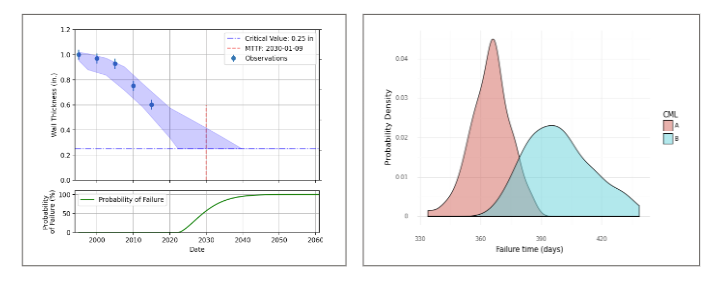 1.2
1.0
0.8
0.6
0.4
0.2
0.0
Wall Thickness (in.)
Critical Value: 0.25 in
MTTF: 2030-01-09
Observations
100
50
0
Probability
of Failure (%)
Probability of Failure
2000 2010 2020 2030 2040 2050 2060
Date
0.04
0.03
0.02
0.01
0
Probability Density
330 360 390 420
Failure time (days)
CML
A
B